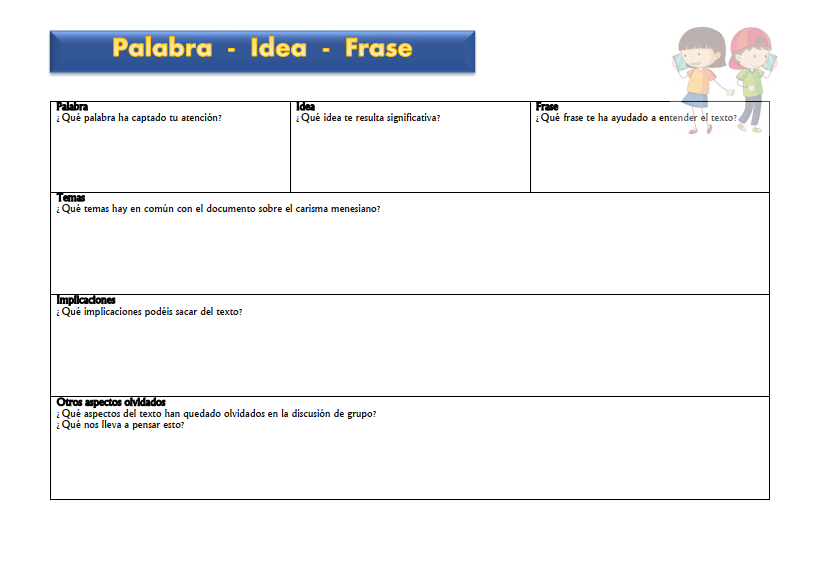 Palabra - Idea - Frase
Palabra
¿Qué palabra ha captado tu atención?
Idea
¿Qué idea te resulta significativa?
Frase
¿Qué frase te ha ayudado a entender el texto?
Temas
¿Qué temas hay en común con el documento sobre el carisma menesiano?
Implicaciones
¿Qué implicaciones podéis sacar del texto?
Otros aspectos olvidados
¿Qué aspectos del texto han quedado olvidados en la discusión de grupo?
¿Qué nos lleva a pensar esto?